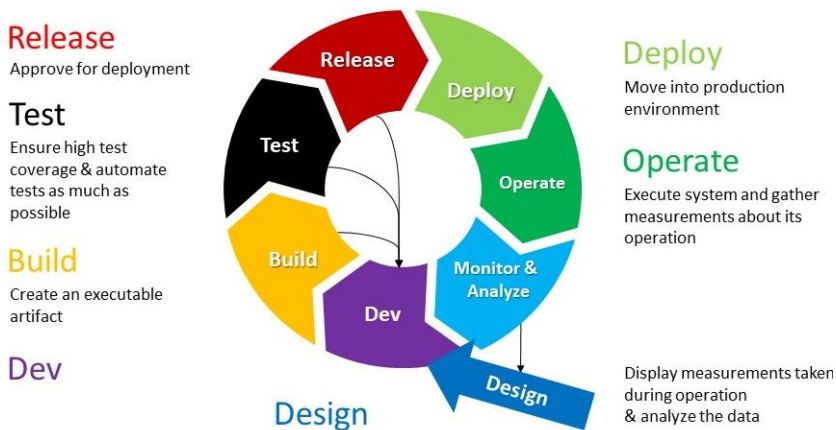 Release
Approve for deployment
Test
Ensure high test
coverage & automate
tests as much as
possible
Build
Create an executable
artifact
Dev
Release
Deploy
Test
Operate
Build
Monitor &
Analyze
Dev
Design
Design
Deploy
Move into production
environment
Operate
Execute system and gather
measurements about its
operation
Display measurements taken
during operation
& analyze the data